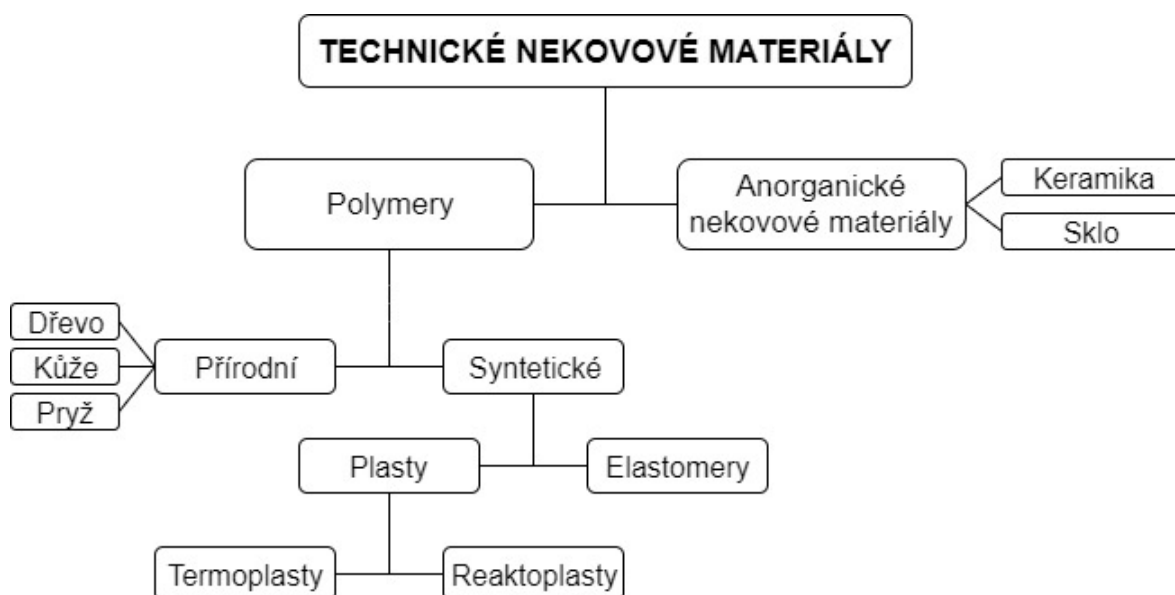 TECHNICKÉ NEKOVOVÉ MATERIÁLY
Polymery
Anorganické
nekovové materiály
Keramika
Sklo
Dřevo
Kůže
Pryž
Přírodní
Syntetické
Plasty
Elastomery
Termoplasty
Reaktoplasty